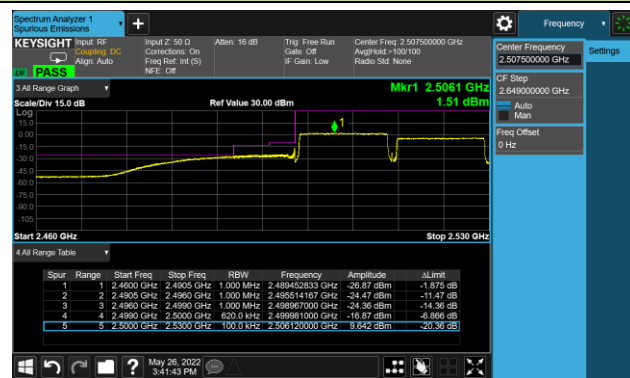 Spectrum Analyzer 1
Spurious Emissions
+
Frequency
KEYSIGHT Input: RF Input Z: 50 Ω Atten: 16 dB Trig: Free Run Center Freq: 2.507500000 GHz
Coupling: DC Corrections: On Gate: Off Avg|Hold:>100/100
Align: Auto Freq Ref: Int (S) IF Gain: Low Radio Std: None
NFE: Off
PASS
Center Frequency
2.507500000 GHz
Settings
CF Step
2.649000000 GHz
Auto
Man
Freq Offset
0 Hz
3 All Range Graph
Mkr1 2.5061 GHz
Scale/Div 15.0 dB Ref Value 30.00 dBm 1.51 dBm
Log
15.0
0.00
-15.0
-30.0
-45.0
-60.0
-75.0
-90.0
-105
1
Start 2.460 GHz Stop 2.530 GHz
4 All Range Table
Spur Range Start Freq Stop Freq RBW Frequency Amplitude ΔLimit
1 1 2.4600 GHz 2.4905 GHz 1.000 MHz 2.489452833 GHz -26.87 dBm -1.875 dB
2 2 2.4905 GHz 2.4960 GHz 1.000 MHz 2.495514167 GHz -24.47 dBm -11.47 dB
3 3 2.4960 GHz 2.4990 GHz 1.000 MHz 2.498967000 GHz -24.36 dBm -14.36 dB
4 4 2.4990 GHz 2.5000 GHz 620.0 kHz 2.499981000 GHz -16.87 dBm -6.866 dB
5 5 2.5000 GHz 2.5300 GHz 100.0 kHz 2.506120000 GHz 9.642 dBm -20.36 dB
?
May 26, 2022
3:41:43 PM